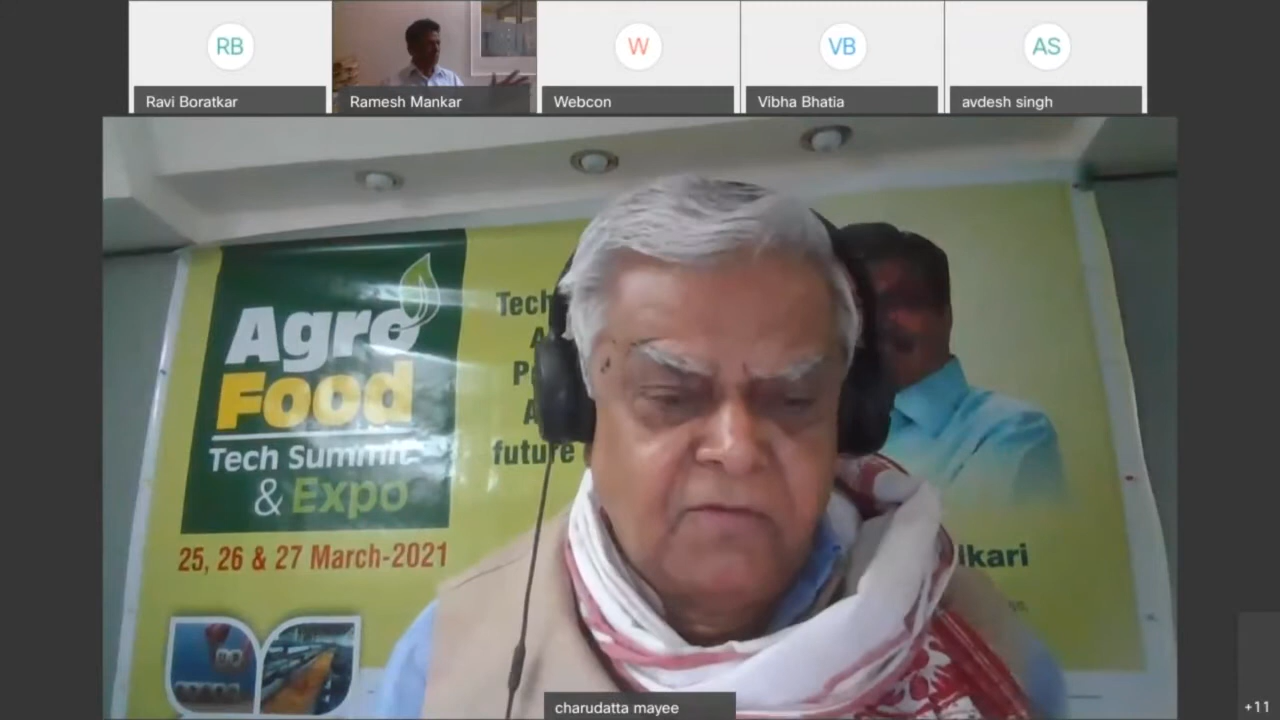 RB
W
VB
AS
Ravi Boratkar
Ramesh Mankar
Webcon
Vibha Bhatia
avdesh singh
Agro
Food
Tech Summit
& Expo
25, 26 & 27 March-2021
Tech
A
P
A
future
lkari
charudatta mayee
+11